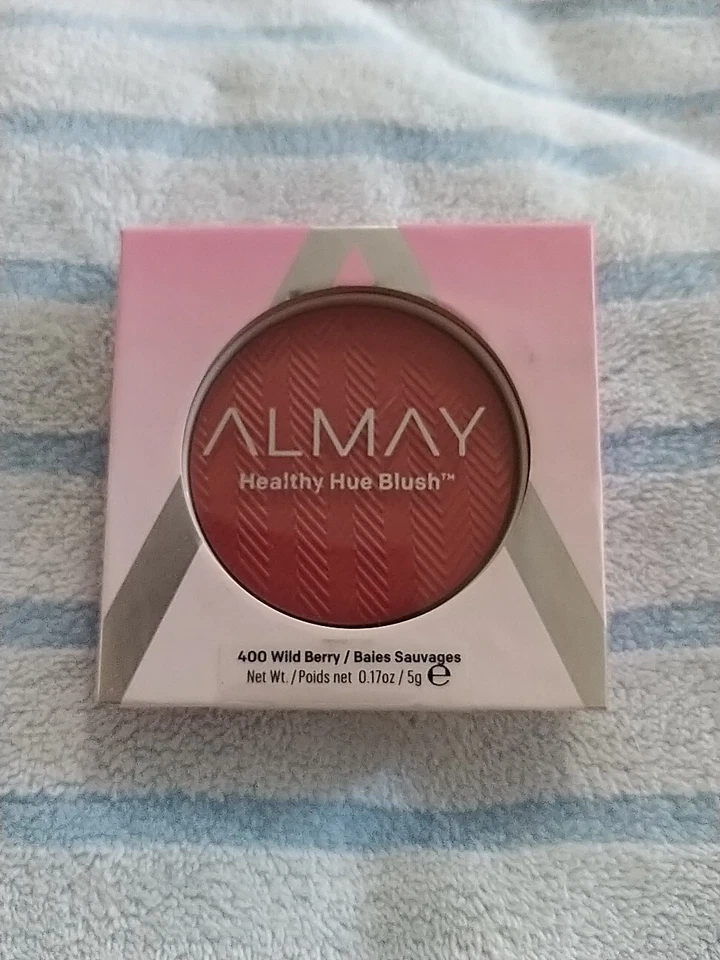 ALMAY
Healthy Hue Blush™
400 Wild Berry / Baies Sauvages
Net Wt. / Poids net 0.17oz / 5g ℮